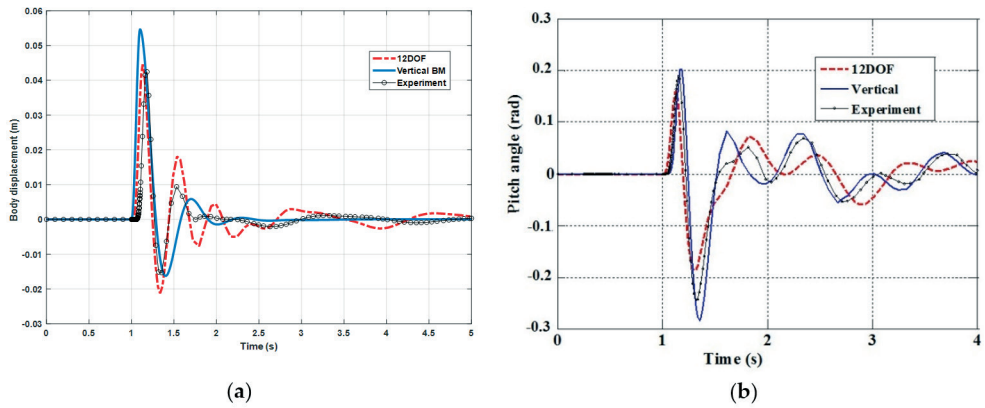 0.06
0.05
0.04
0.03
0.02
0.01
0
-0.01
-0.02
-0.03
Body displacement (m)
12DOF
Vertical BM
Experiment
0 0.5 1 1.5 2 2.5 3 3.5 4 4.5 5
Time (s)
(a)
0.3
0.2
0.1
0
-0.1
-0.2
-0.3
Pitch angle (rad)
12DOF
Vertical
Experiment
0 1 2 3 4
Time (s)
(b)